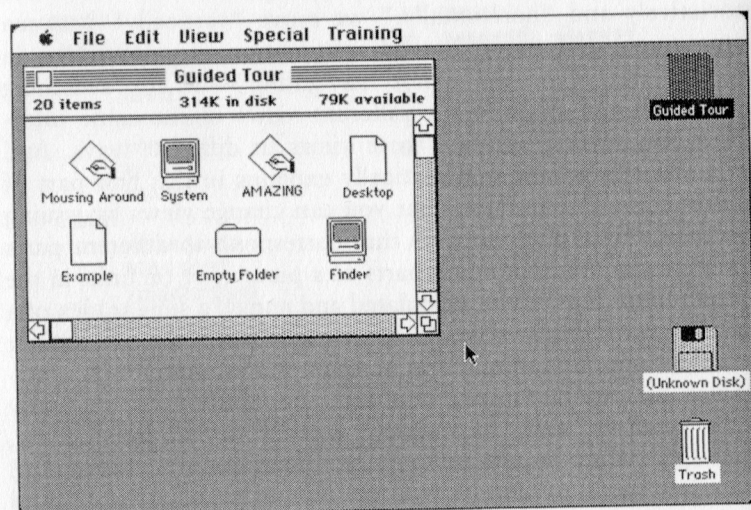 File Edit View Special Training
Guided Tour
20 items 314K in disk 79K available
Mousing Around System AMAZING Desktop
Example Empty Folder Finder
Guided Tour
(Unknown Disk)
Trash